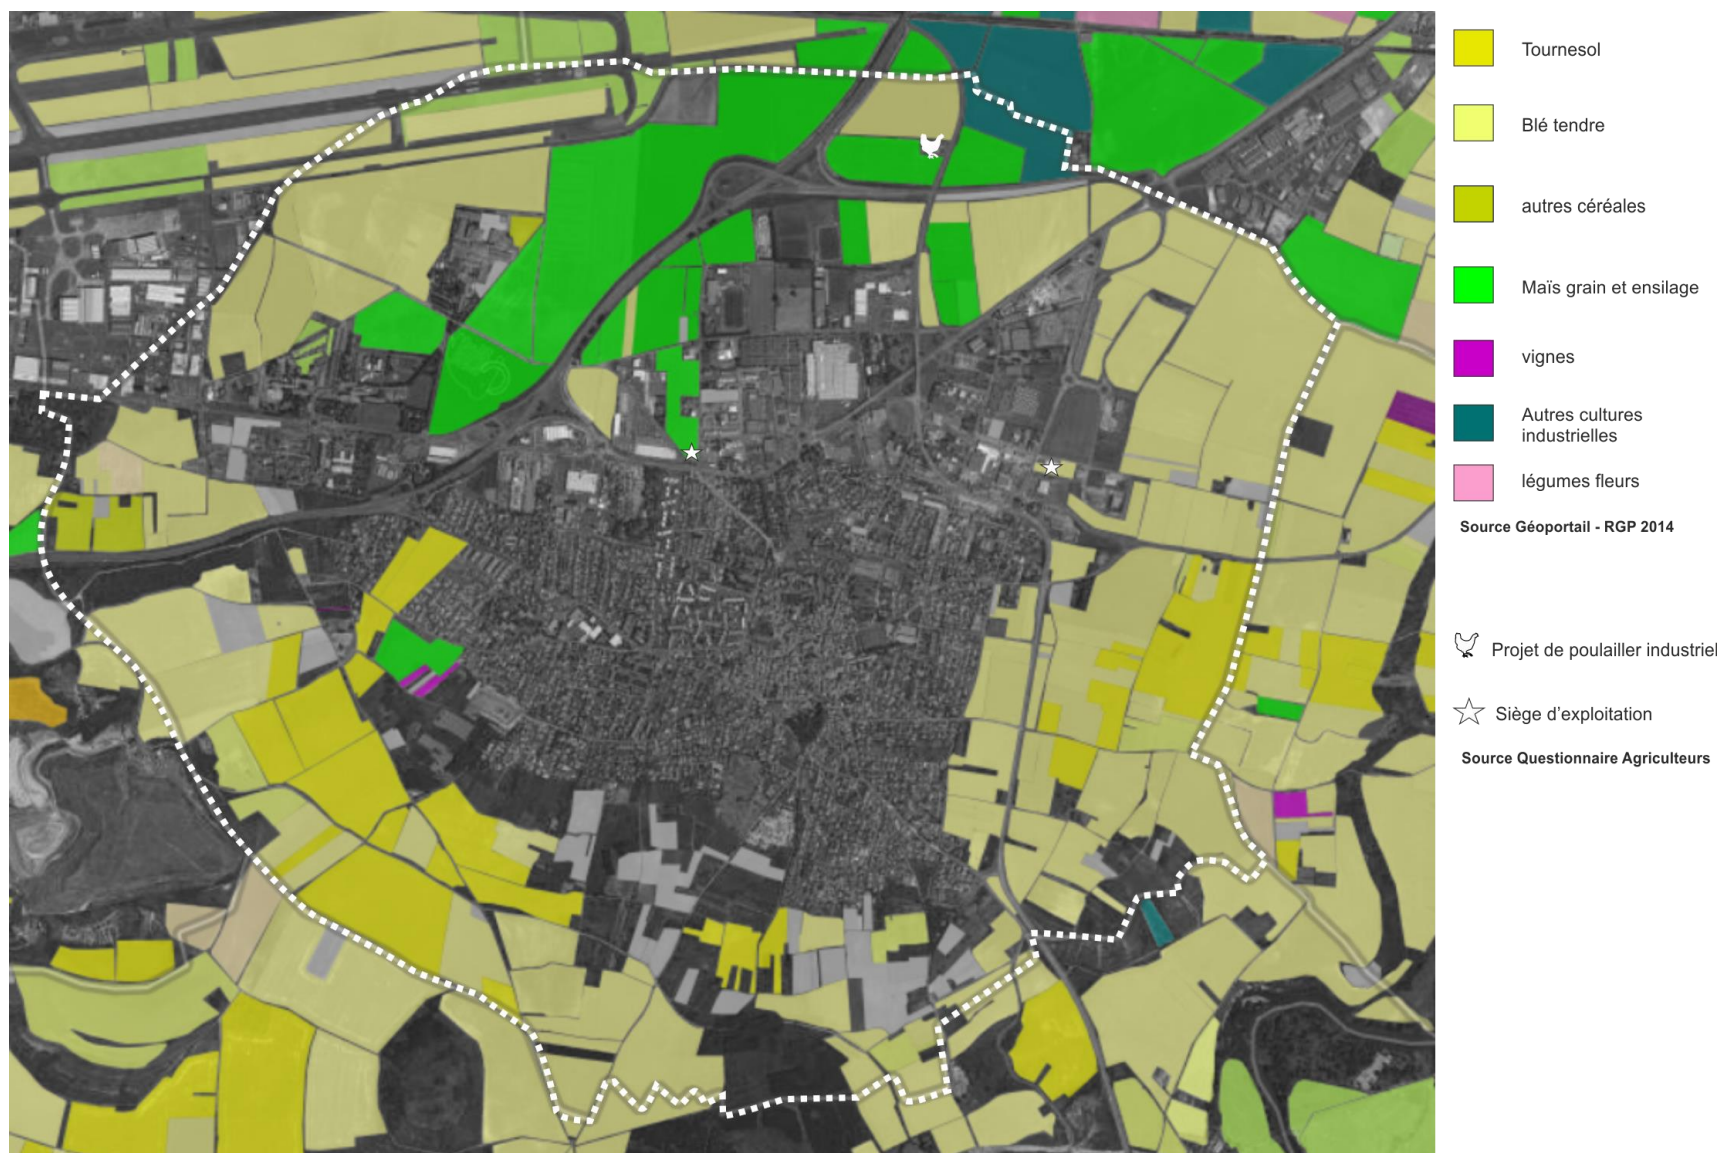 Tournesol
Blé tendre
autres céréales
Maïs grain et ensilage
vignes
Autres cultures
industrielles
légumes fleurs
Source Géoportail - RGP 2014
Projet de poulailler industriel
Siège d'exploitation
Source Questionnaire Agriculteurs